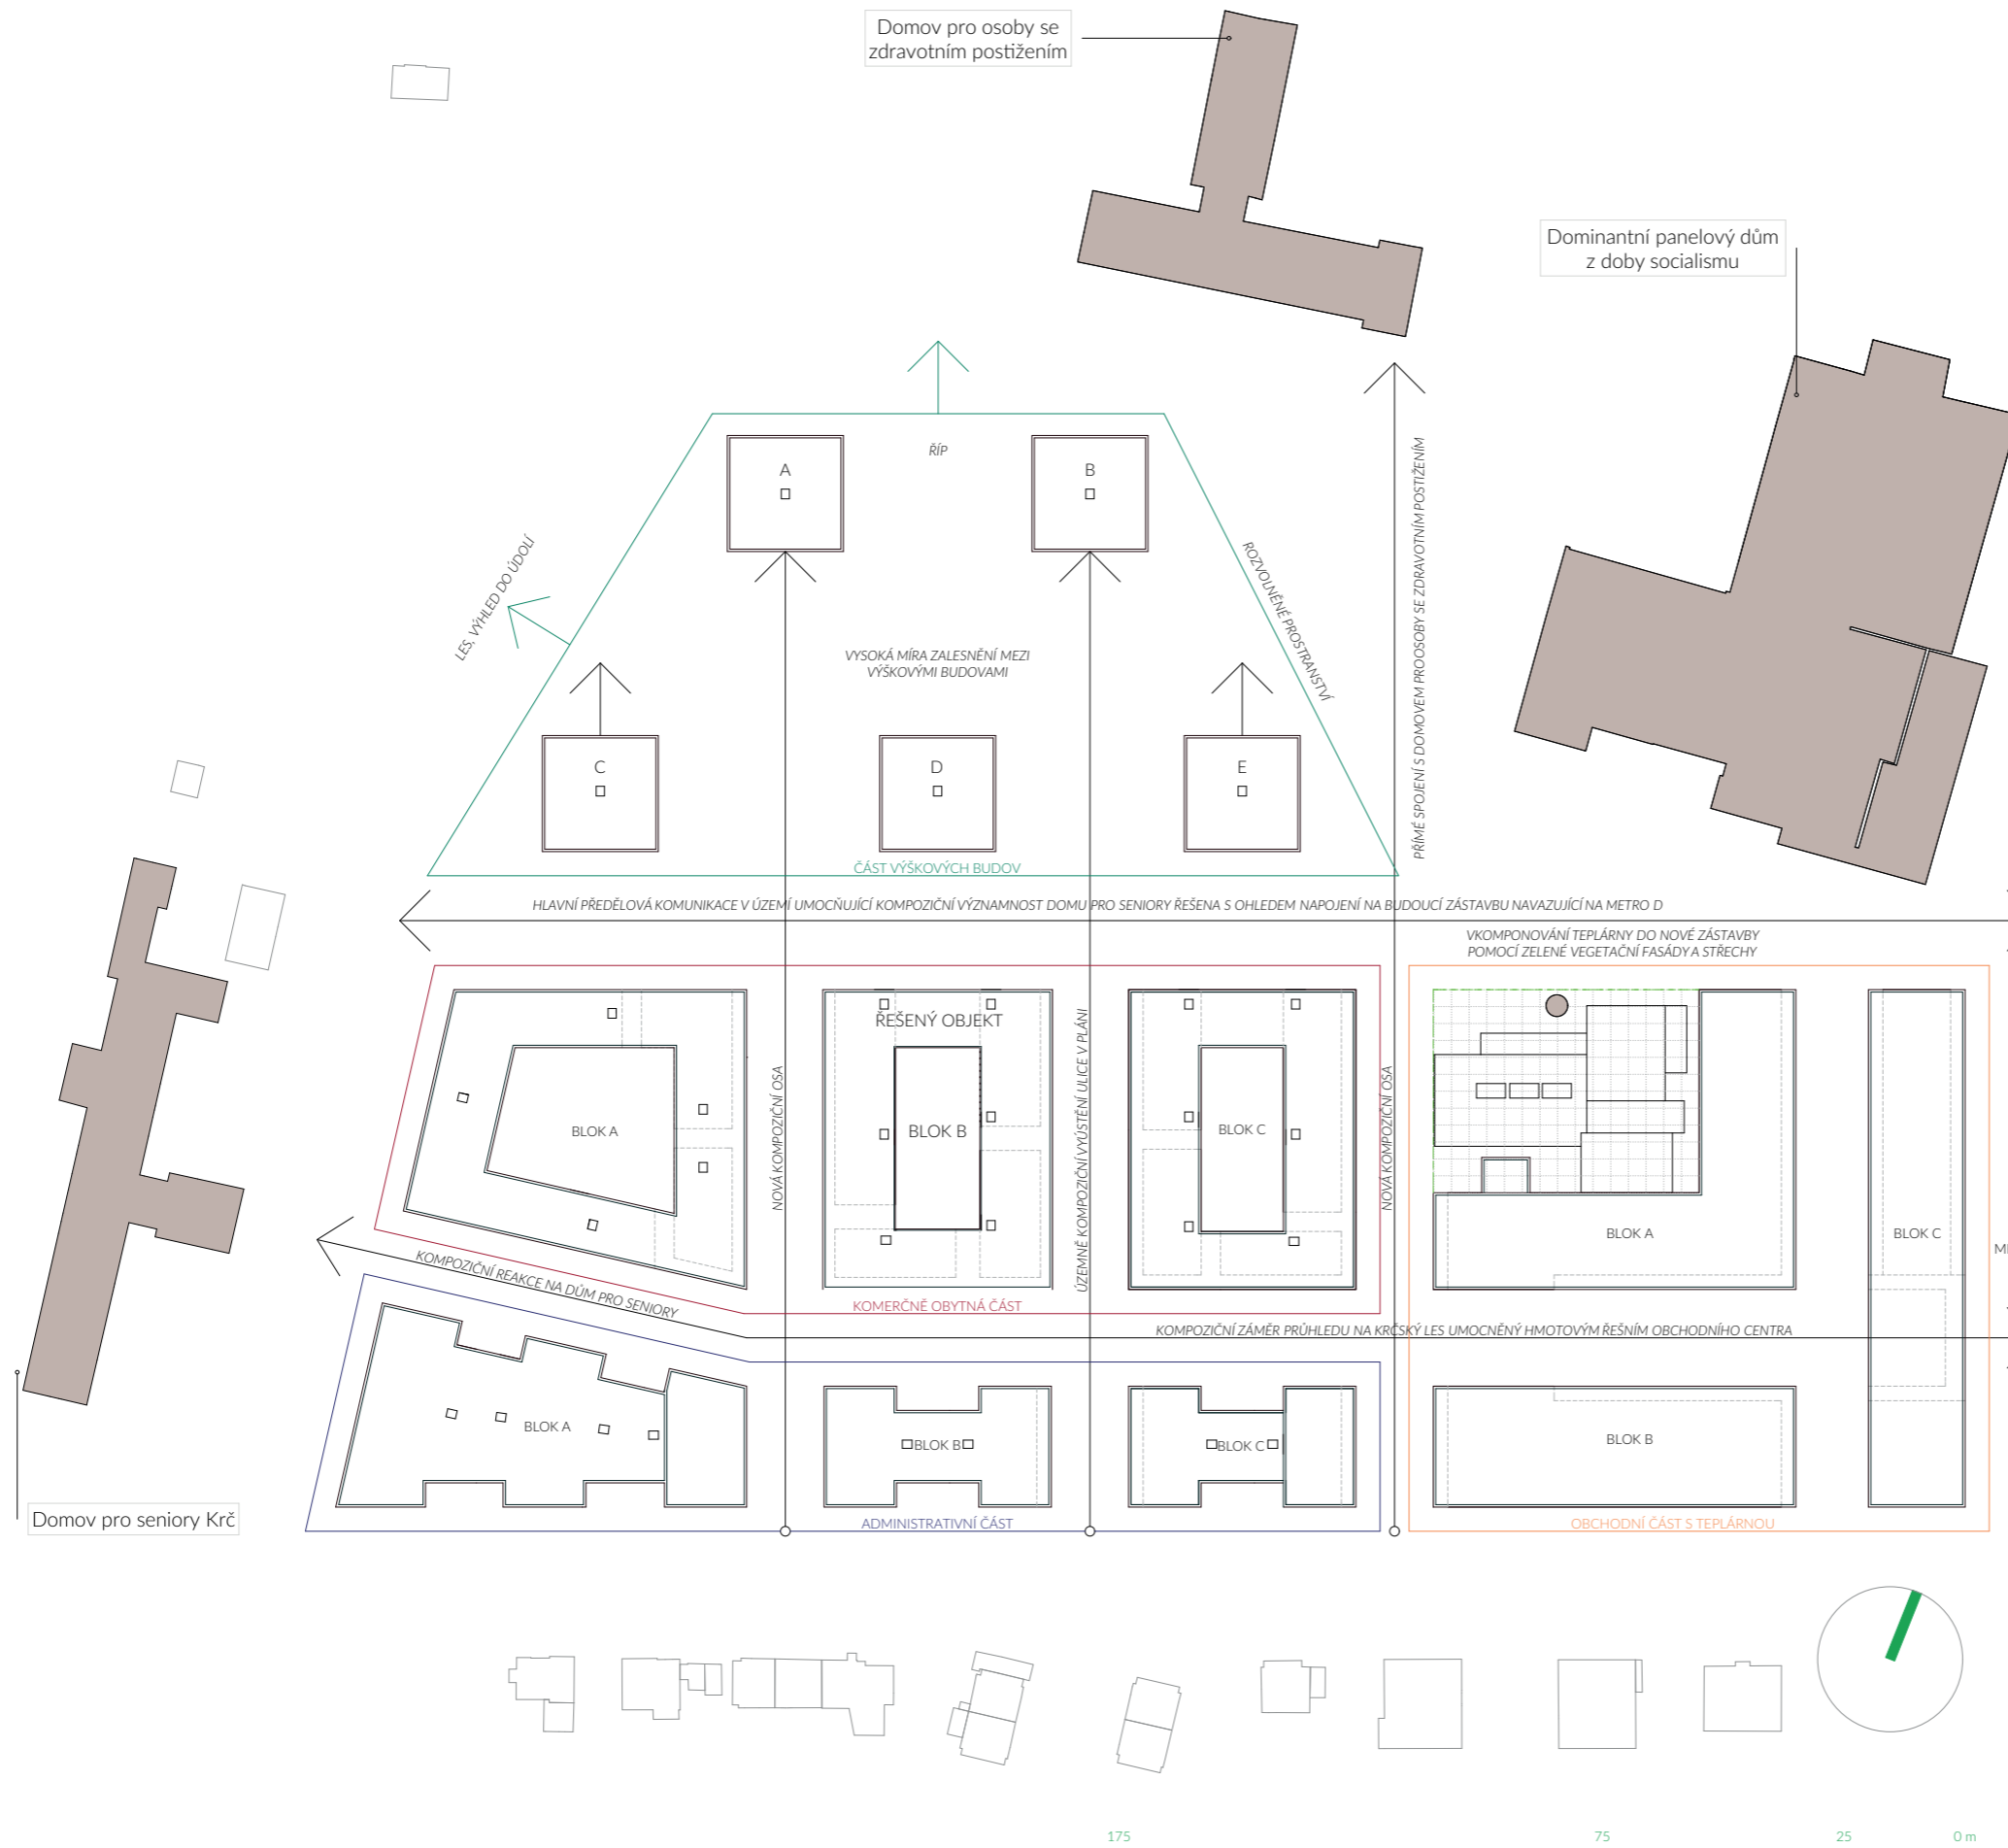 Domov pro osoby se
zdravotním postižením
Dominantní panelový dům
z doby socialismu
ŘÍP
A
B
LES, VÝHLED DO ÚDOLÍ
ROZVOLNĚNÉ PROSTRANSTVÍ
PŘÍMÉ SPOJENÍ S DOMOVEM PROOSOBY SE ZDRAVOTNÍM POSTIŽENÍM
VYSOKÁ MÍRA ZALESNĚNÍ MEZI
VÝŠKOVÝMI BUDOVAMI
C
D
E
ČÁST VÝŠKOVÝCH BUDOV
HLAVNÍ PŘEDĚLOVÁ KOMUNIKACE V ÚZEMÍ UMOCŇUJÍCÍ KOMPOZIČNÍ VÝZNAMNOST DOMU PRO SENIORY ŘEŠENA S OHLEDEM NAPOJENÍ NA BUDOUCÍ ZÁSTAVBU NAVAZUJÍCÍ NA METRO D
VKOMPONOVÁNÍ TEPLÁRNY DO NOVÉ ZÁSTAVBY
POMOCÍ ZELENÉ VEGETAČNÍ FASÁDY A STŘECHY
ŘEŠENÝ OBJEKT
BLOK A
NOVÁ KOMPOZIČNÍ OSA
BLOK B
ÚZEMNĚ KOMPOZIČNÍ VYÚSTĚNÍ ULICE V PLÁNI
BLOK C
NOVÁ KOMPOZIČNÍ OSA
BLOK A
BLOK C
KOMPOZIČNÍ REAKCE NA DŮM PRO SENIORY
KOMERČNĚ OBYTNÁ ČÁST
KOMPOZIČNÍ ZÁMĚR PRŮHLEDU NA KRČSKÝ LES UMOCNĚNÝ HMOTOVÝM ŘEŠNÍM OBCHODNÍHO CENTRA
BLOK A
BLOK B
BLOK C
BLOK B
Domov pro seniory Krč
ADMINISTRATIVNÍ ČÁST
OBCHODNÍ ČÁST S TEPLÁRNOU
175
75
25
0 m